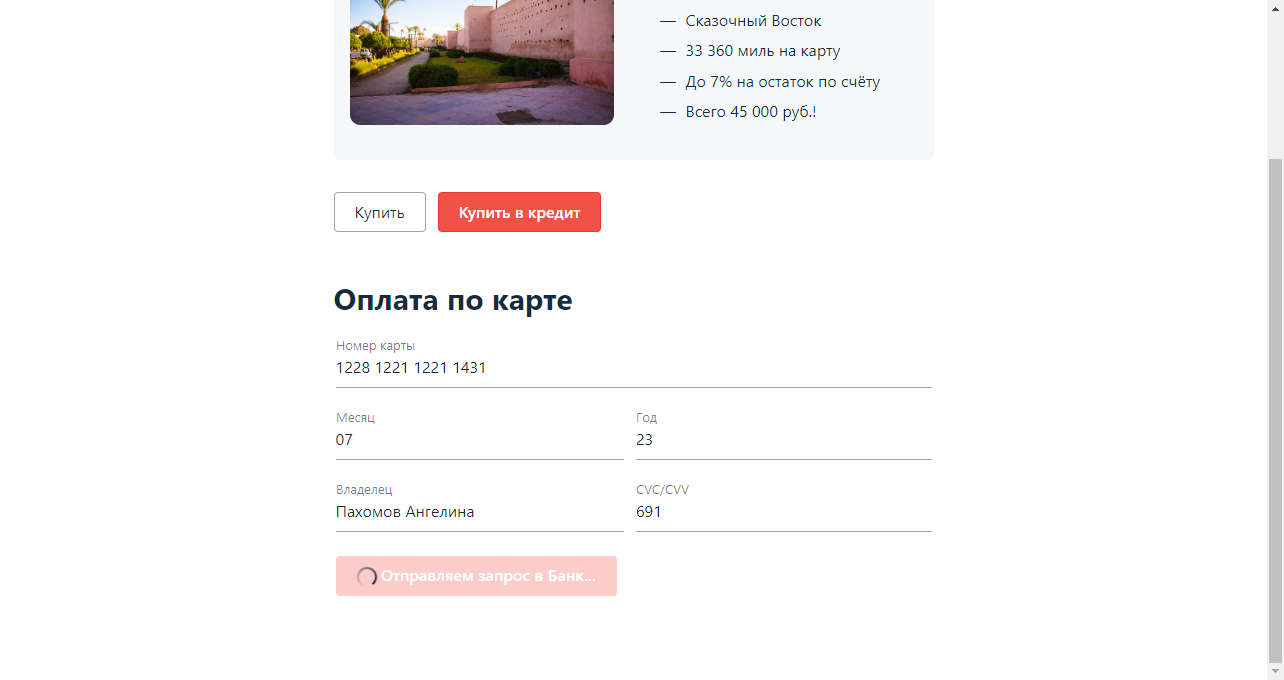 — Сказочный Восток
— 33 360 миль на карту
— До 7% на остаток по счёту
— Всего 45 000 руб.!
Купить
Купить в кредит
Оплата по карте
Номер карты
1228 1221 1221 1431
Месяц
Год
07
23
Владелец
CVC/CVV
Пахомов Ангелина
691
Отправляем запрос в Банк...